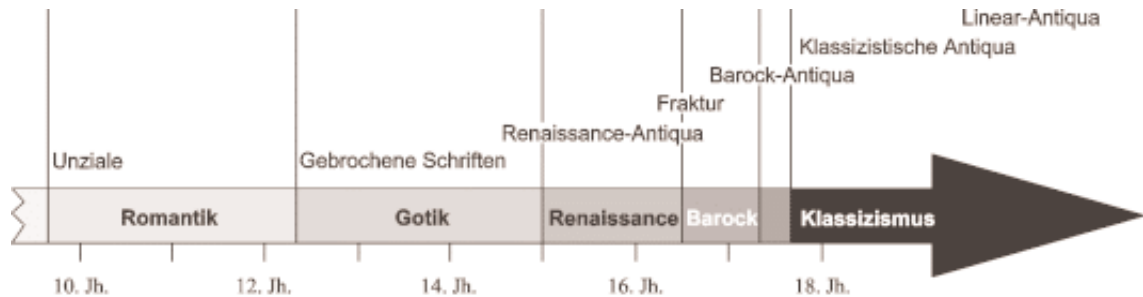 Linear-Antiqua
Klassizistische Antiqua
Barock-Antiqua
Fraktur
Renaissance-Antiqua
Unziale
Gebrochene Schriften
Romantik
Gotik
Renaissance
Barock
Klassizismus
10. Jh.
12. Jh.
14. Jh.
16. Jh.
18. Jh.